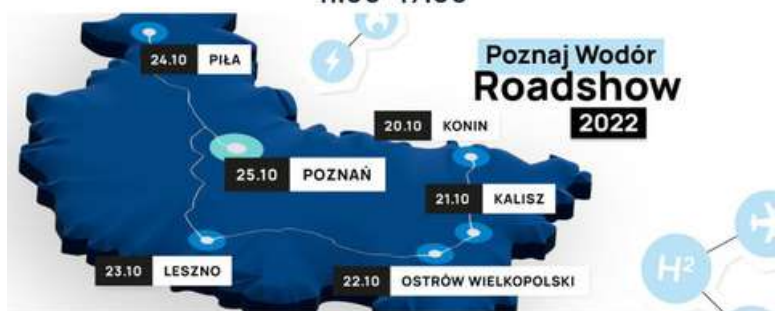 24.10 PIŁA
Poznaj Wodór
Roadshow
2022
20.10 KONIN
25.10 POZNAŃ
21.10 KALISZ
23.10 LESZNO
22.10 OSTRÓW WIELKOPOLSKI
H²